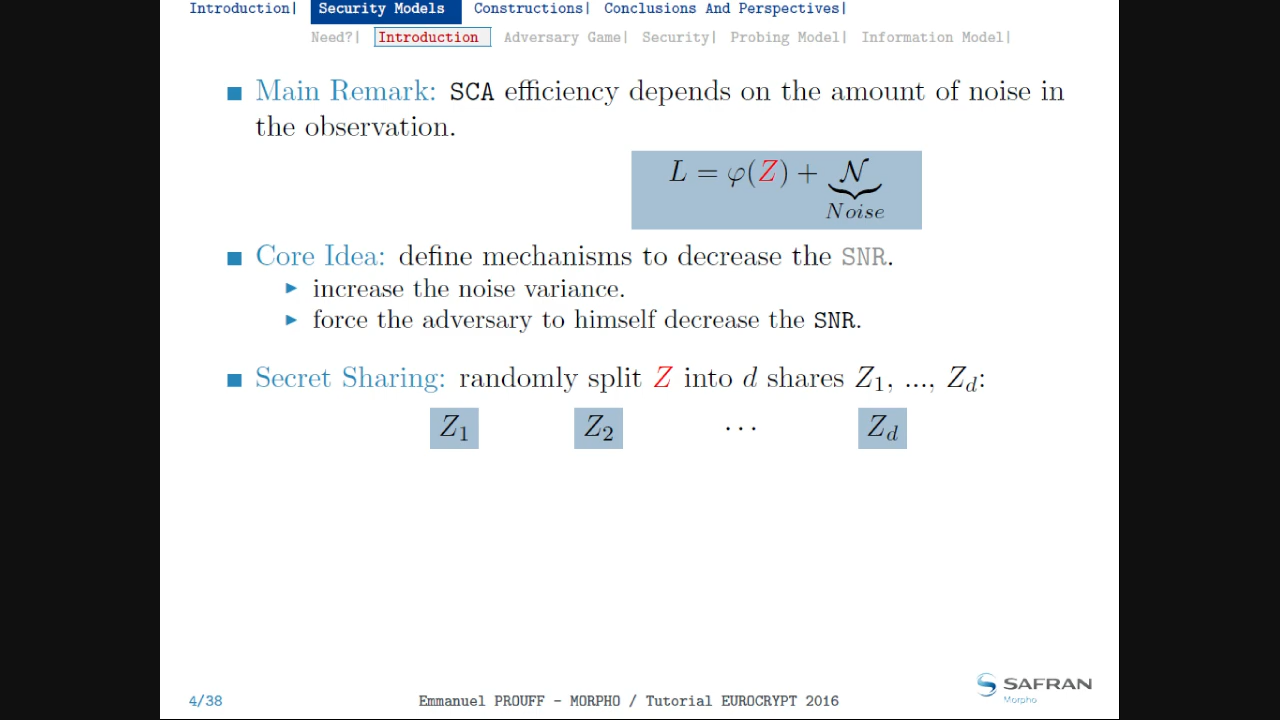 Introduction| Security Models Constructions| Conclusions And Perspectives|
Need?| Introduction Adversary Game| Security| Probing Model| Information Model|
Main Remark: SCA efficiency depends on the amount of noise in
the observation.
L = φ(Z) + 𝒩
Noise
Core Idea: define mechanisms to decrease the SNR.
increase the noise variance.
force the adversary to himself decrease the SNR.
Secret Sharing: randomly split Z into d shares Z₁, ..., Z_d:
Z₁ Z₂ ··· Z_d
SAFRAN
Morpho
4/38 Emmanuel PROUFF - MORPHO / Tutorial EUROCRYPT 2016